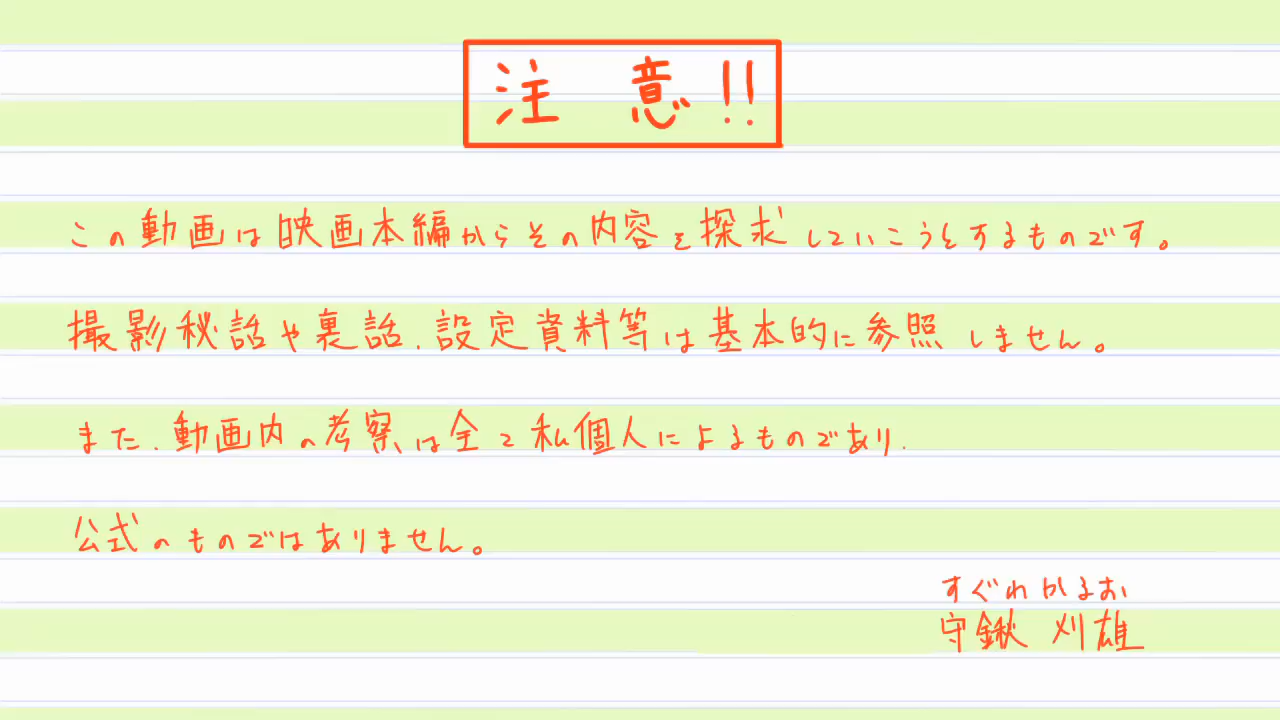 注 意!!
この動画は映画本編からその内容を探求していこうとするものです。
撮影秘話や裏話、設定資料等は基本的に参照しません。
また、動画内の考察は全て私個人によるものであり、
公式のものではありません。
すぐわ かるお
守鍬 刈雄